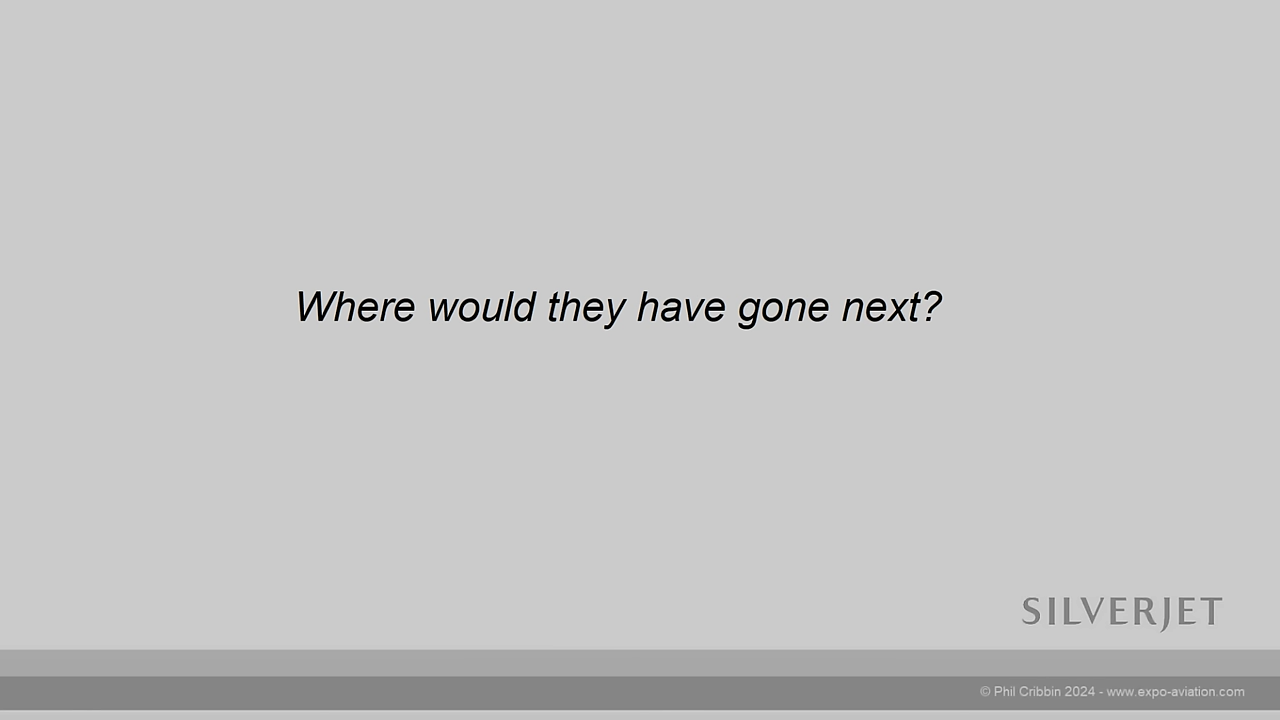 Where would they have gone next?
SILVERJET
© Phil Cribbin 2024 - www.expo-aviation.com